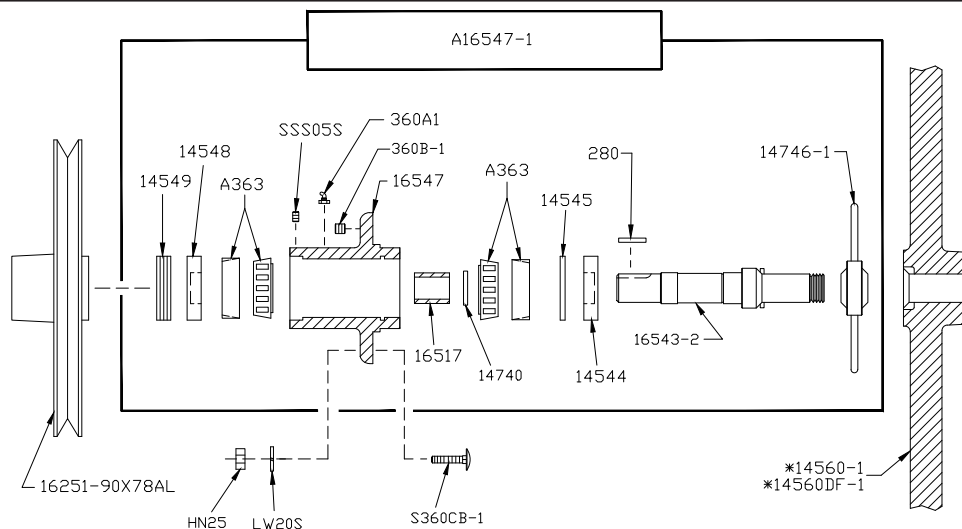 A16547-1
SSS05S
360A1
360B-1
16547
14548
14549
A363
A363
280
14746-1
14545
16517
14740
14544
16543-2
16251-90X78AL
HN25
LW20S
S360CB-1
*14560-1
*14560DF-1